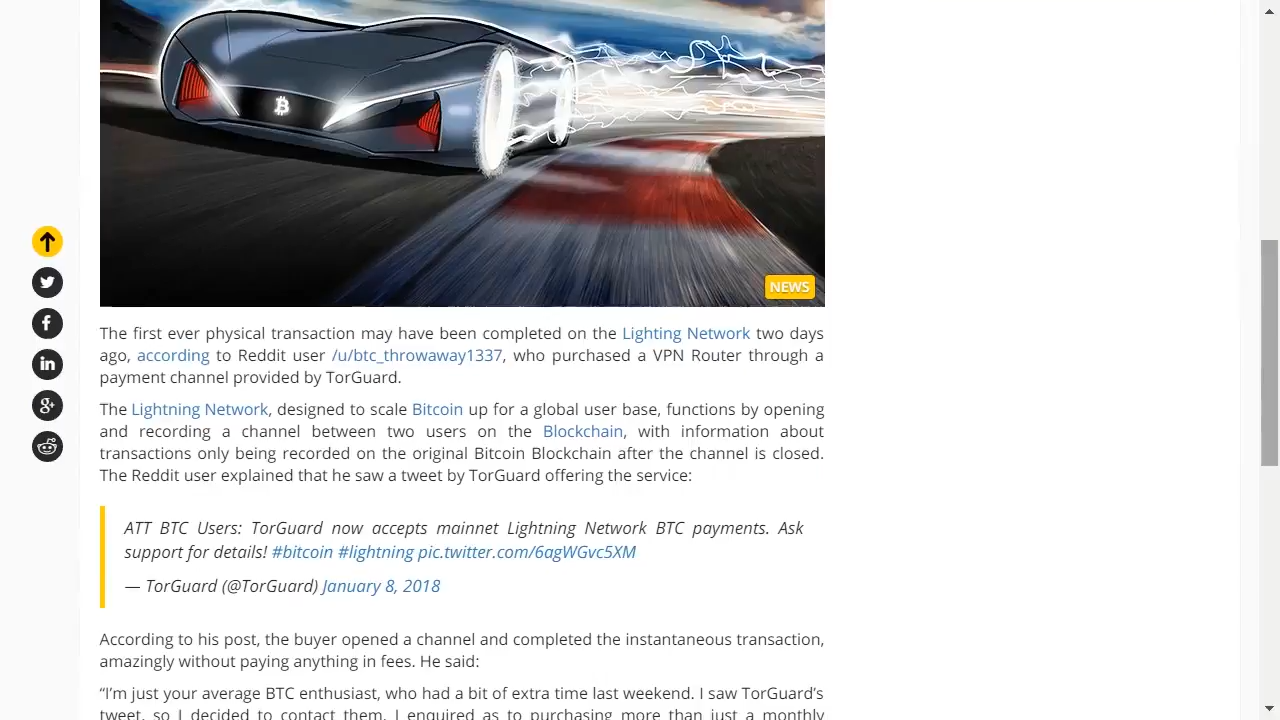 NEWS
The first ever physical transaction may have been completed on the Lighting Network two days
ago, according to Reddit user /u/btc_throwaway1337, who purchased a VPN Router through a
payment channel provided by TorGuard.
The Lightning Network, designed to scale Bitcoin up for a global user base, functions by opening
and recording a channel between two users on the Blockchain, with information about
transactions only being recorded on the original Bitcoin Blockchain after the channel is closed.
The Reddit user explained that he saw a tweet by TorGuard offering the service:
ATT BTC Users: TorGuard now accepts mainnet Lightning Network BTC payments. Ask
support for details! #bitcoin #lightning pic.twitter.com/6agWGvc5XM
— TorGuard (@TorGuard) January 8, 2018
According to his post, the buyer opened a channel and completed the instantaneous transaction,
amazingly without paying anything in fees. He said:
“I’m just your average BTC enthusiast, who had a bit of extra time last weekend. I saw TorGuard’s
tweet, so I decided to contact them. I enquired as to purchasing more than just a monthly